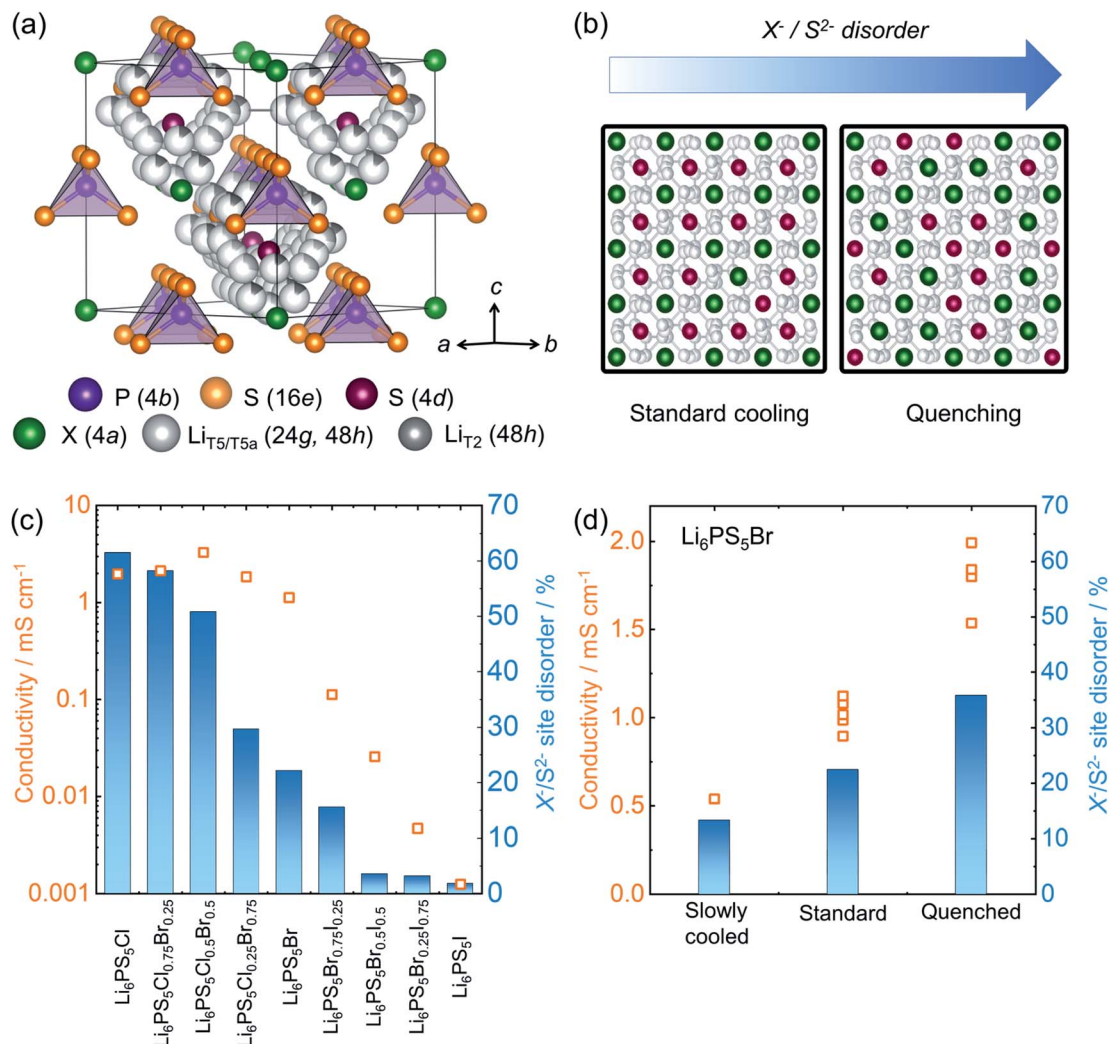 (a)
c
a
b
P (4b) S (16e) S (4d)
X (4a) Li_T5/T5a (24g, 48h) Li_T2 (48h)
(b)
X⁻ / S²⁻ disorder
Standard cooling Quenching
(c)
Conductivity / mS cm⁻¹
10
1
0.1
0.01
0.001
X⁻/S²⁻ site disorder / %
70
60
50
40
30
20
10
0
Li₆PS₅Cl
Li₆PS₅Cl₀.₇₅Br₀.₂₅
Li₆PS₅Cl₀.₅Br₀.₅
Li₆PS₅Cl₀.₂₅Br₀.₇₅
Li₆PS₅Br
Li₆PS₅Br₀.₇₅I₀.₂₅
Li₆PS₅Br₀.₅I₀.₅
Li₆PS₅Br₀.₂₅I₀.₇₅
Li₆PS₅I
(d)
Li₆PS₅Br
Conductivity / mS cm⁻¹
2.0
1.5
1.0
0.5
0.0
X⁻/S²⁻ site disorder / %
70
60
50
40
30
20
10
0
Slowly
cooled
Standard
Quenched